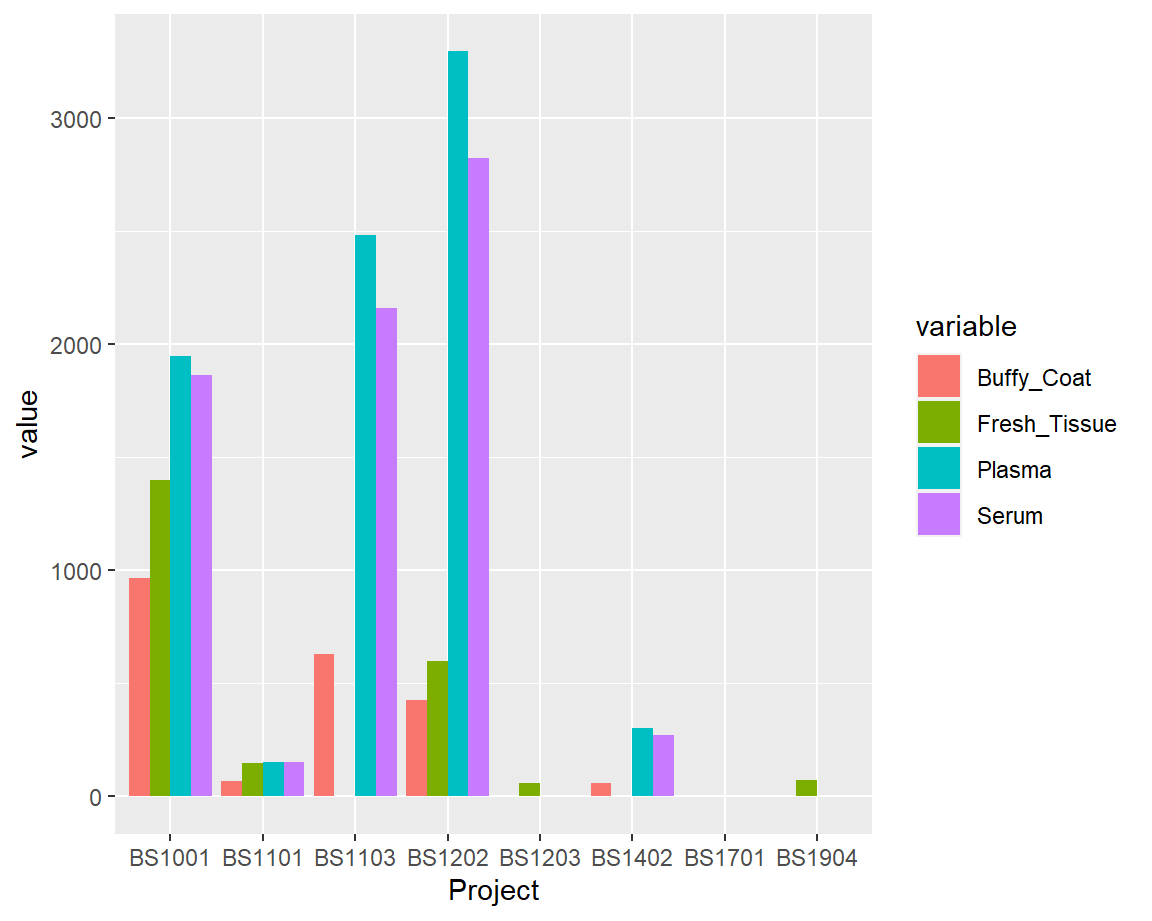 3000
2000
1000
0
value
BS1001 BS1101 BS1103 BS1202 BS1203 BS1402 BS1701 BS1904
Project
variable
Buffy_Coat
Fresh_Tissue
Plasma
Serum